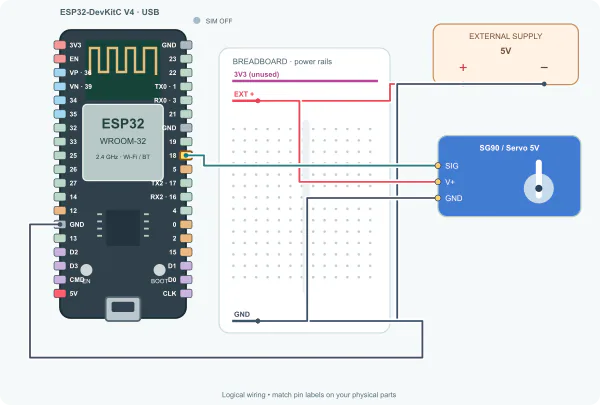 ESP32-DevKitC V4 · USB
SIM OFF
3V3
EN
VP · 36
VN · 39
34
35
32
33
25
26
27
14
12
GND
13
D2
D3
CMD
5V
GND
23
22
TX0 · 1
RX0 · 3
21
GND
19
18
5
TX2 · 17
RX2 · 16
4
0
2
15
D1
D0
CLK
ESP32
WROOM-32
2.4 GHz · Wi-Fi / BT
EN
BOOT
BREADBOARD · power rails
3V3 (unused)
EXT +
GND
EXTERNAL SUPPLY
5V
+ −
SG90 / Servo 5V
SIG
V+
GND
Logical wiring • match pin labels on your physical parts